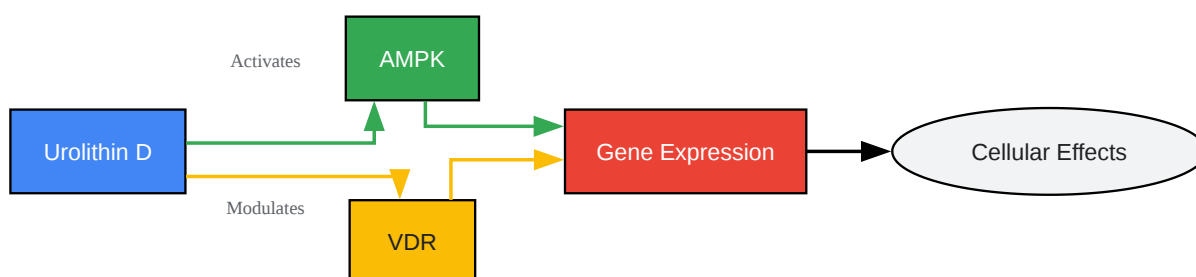 Activates
AMPK
Urolithin D
Gene Expression
Cellular Effects
Modulates
VDR